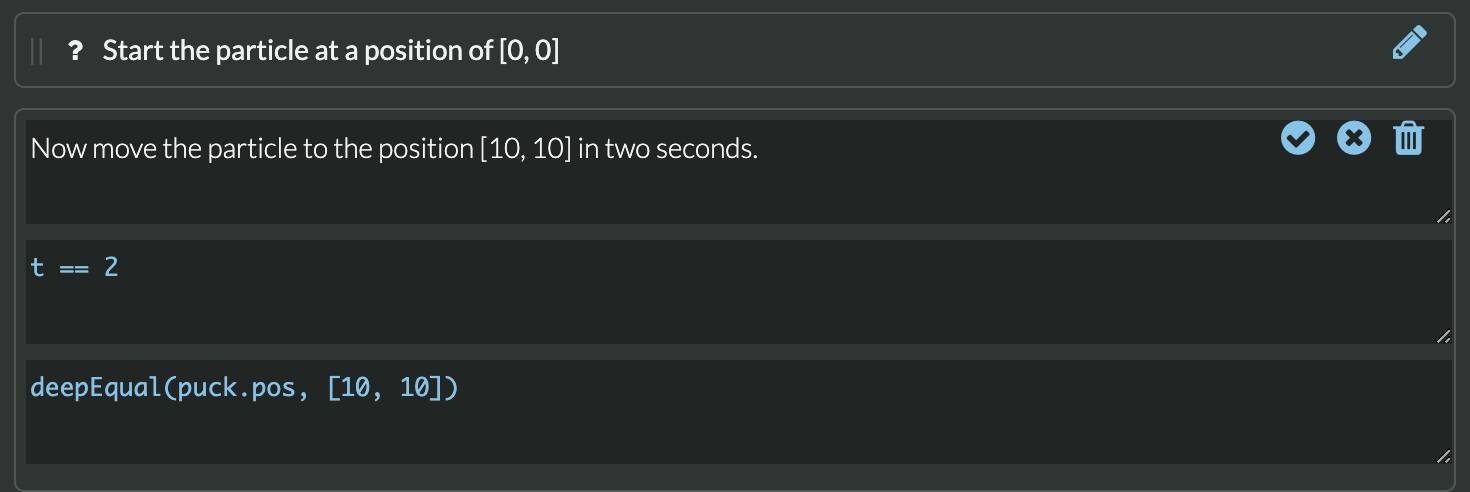 ? Start the particle at a position of [0, 0]
Now move the particle to the position [10, 10] in two seconds.
t == 2
deepEqual(puck.pos, [10, 10])